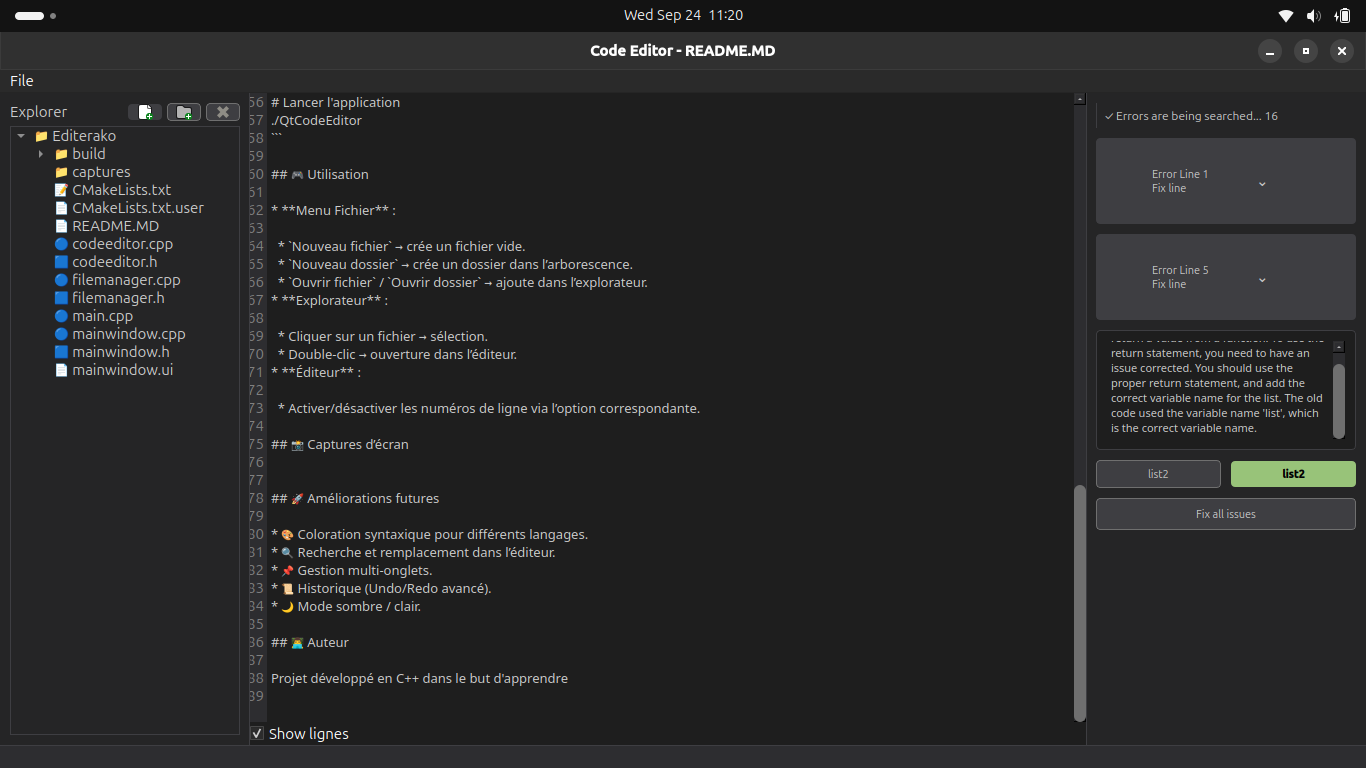 Wed Sep 24 11:20
Code Editor - README.MD
File
Explorer
Editerako
build
captures
CMakeLists.txt
CMakeLists.txt.user
README.MD
codeeditor.cpp
codeeditor.h
filemanager.cpp
filemanager.h
main.cpp
mainwindow.cpp
mainwindow.h
mainwindow.ui
56 # Lancer l'application
57 ./QtCodeEditor
58 ```
59
60 ## 🎮 Utilisation
61
62 * **Menu Fichier** :
63
64 * `Nouveau fichier` → crée un fichier vide.
65 * `Nouveau dossier` → crée un dossier dans l’arborescence.
66 * `Ouvrir fichier` / `Ouvrir dossier` → ajoute dans l’explorateur.
67 * **Explorateur** :
68
69 * Cliquer sur un fichier → sélection.
70 * Double-clic → ouverture dans l’éditeur.
71 * **Éditeur** :
72
73 * Activer/désactiver les numéros de ligne via l’option correspondante.
74
75 ## 📸 Captures d’écran
76
77
78 ## 🚀 Améliorations futures
79
80 * 🎨 Coloration syntaxique pour différents langages.
81 * 🔍 Recherche et remplacement dans l’éditeur.
82 * 📌 Gestion multi-onglets.
83 * 📜 Historique (Undo/Redo avancé).
84 * 🌙 Mode sombre / clair.
85
86 ## 👨‍💻 Auteur
87
88 Projet développé en C++ dans le but d'apprendre
89
Show lignes
✓ Errors are being searched... 16
Error Line 1
Fix line
Error Line 5
Fix line
return statement, you need to have an
issue corrected. You should use the
proper return statement, and add the
correct variable name for the list. The old
code used the variable name 'list', which
is the correct variable name.
list2
list2
Fix all issues